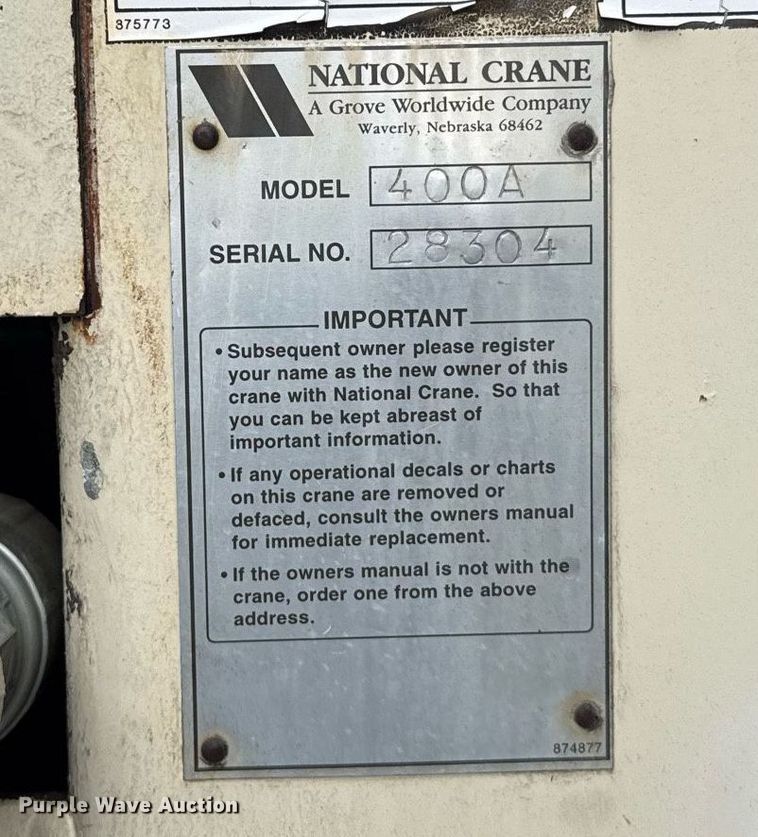 875773
NATIONAL CRANE
A Grove Worldwide Company
Waverly, Nebraska 68462
MODEL 400A
SERIAL NO. 28304
IMPORTANT
• Subsequent owner please register
your name as the new owner of this
crane with National Crane. So that
you can be kept abreast of
important information.
• If any operational decals or charts
on this crane are removed or
defaced, consult the owners manual
for immediate replacement.
• If the owners manual is not with the
crane, order one from the above
address.
874877
Purple Wave Auction